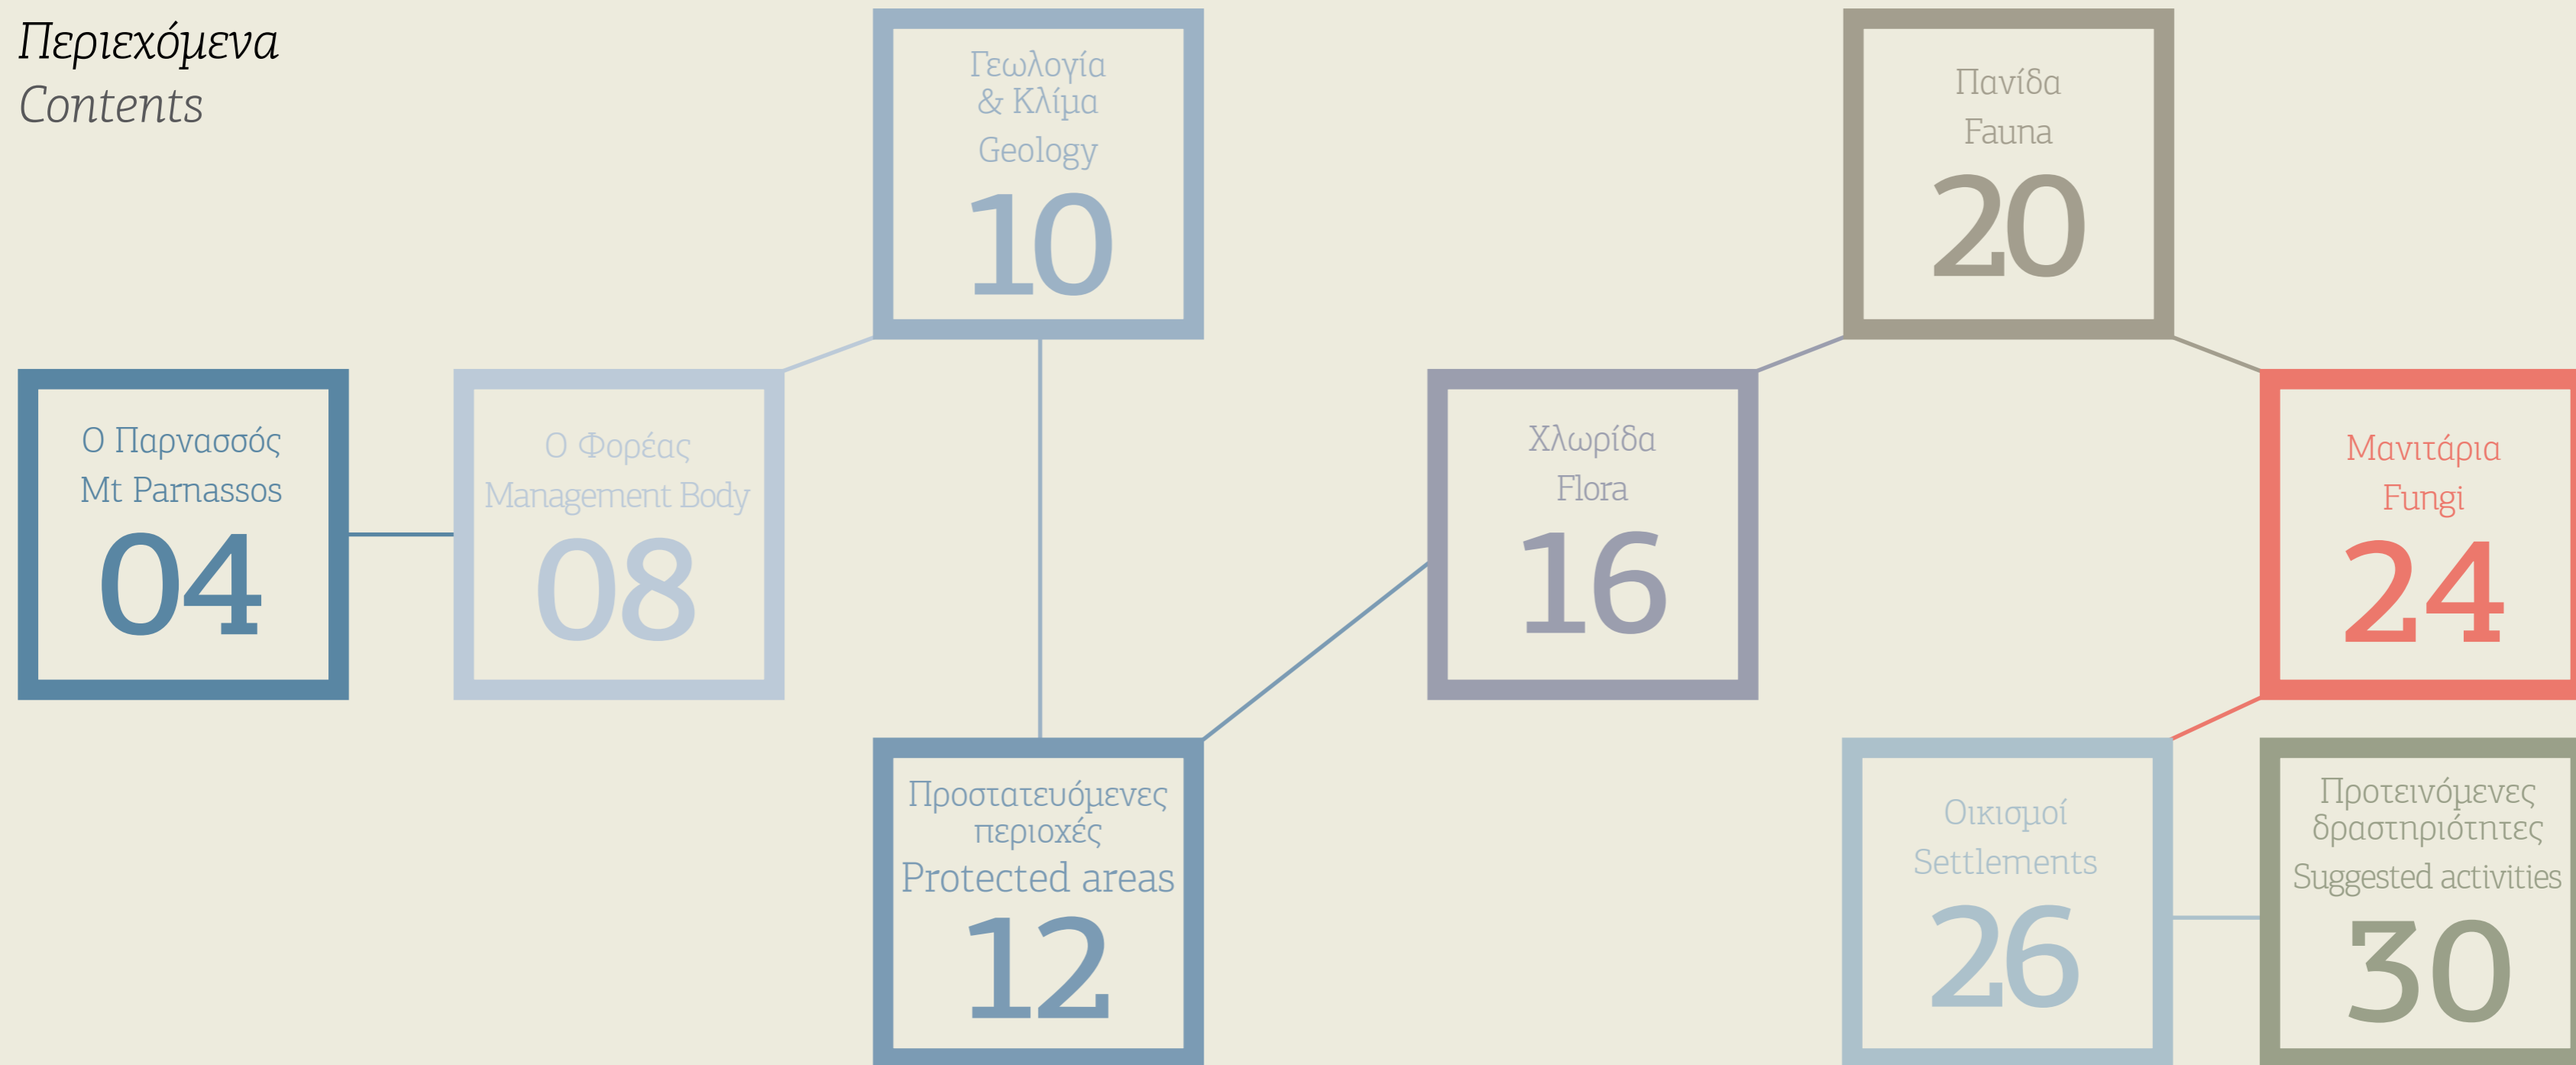 Περιεχόμενα
Contents
Ο Παρνασσός
Mt Parnassos
04
Ο Φορέας
Management Body
08
Γεωλογία
& Κλίμα
Geology
10
Προστατευόμενες
περιοχές
Protected areas
12
Χλωρίδα
Flora
16
Πανίδα
Fauna
20
Μανιτάρια
Fungi
24
Οικισμοί
Settlements
26
Προτεινόμενες
δραστηριότητες
Suggested activities
30